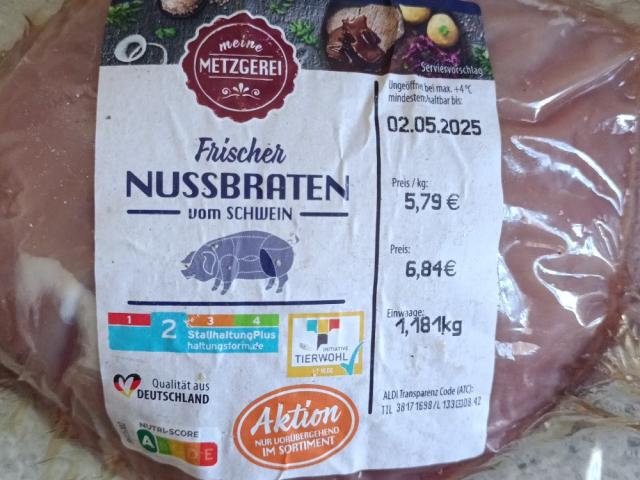 meine
METZGEREI
Serviervorschlag
Frischer
NUSSBRATEN
vom SCHWEIN
1 2 3 4
StallhaltungPlus
haltungsform.de
INITIATIVE
TIERWOHL
Qualität aus
DEUTSCHLAND
NUTRI-SCORE
A C D E
Aktion
NUR VORÜBERGEHEND
IM SORTIMENT
Ungeöffnet bei max. +4°C
mindestens haltbar bis:
02.05.2025
Preis / kg:
5,79 €
Preis:
6,84€
Einwaage:
1,181kg
ALDI Transparenz Code (ATC):